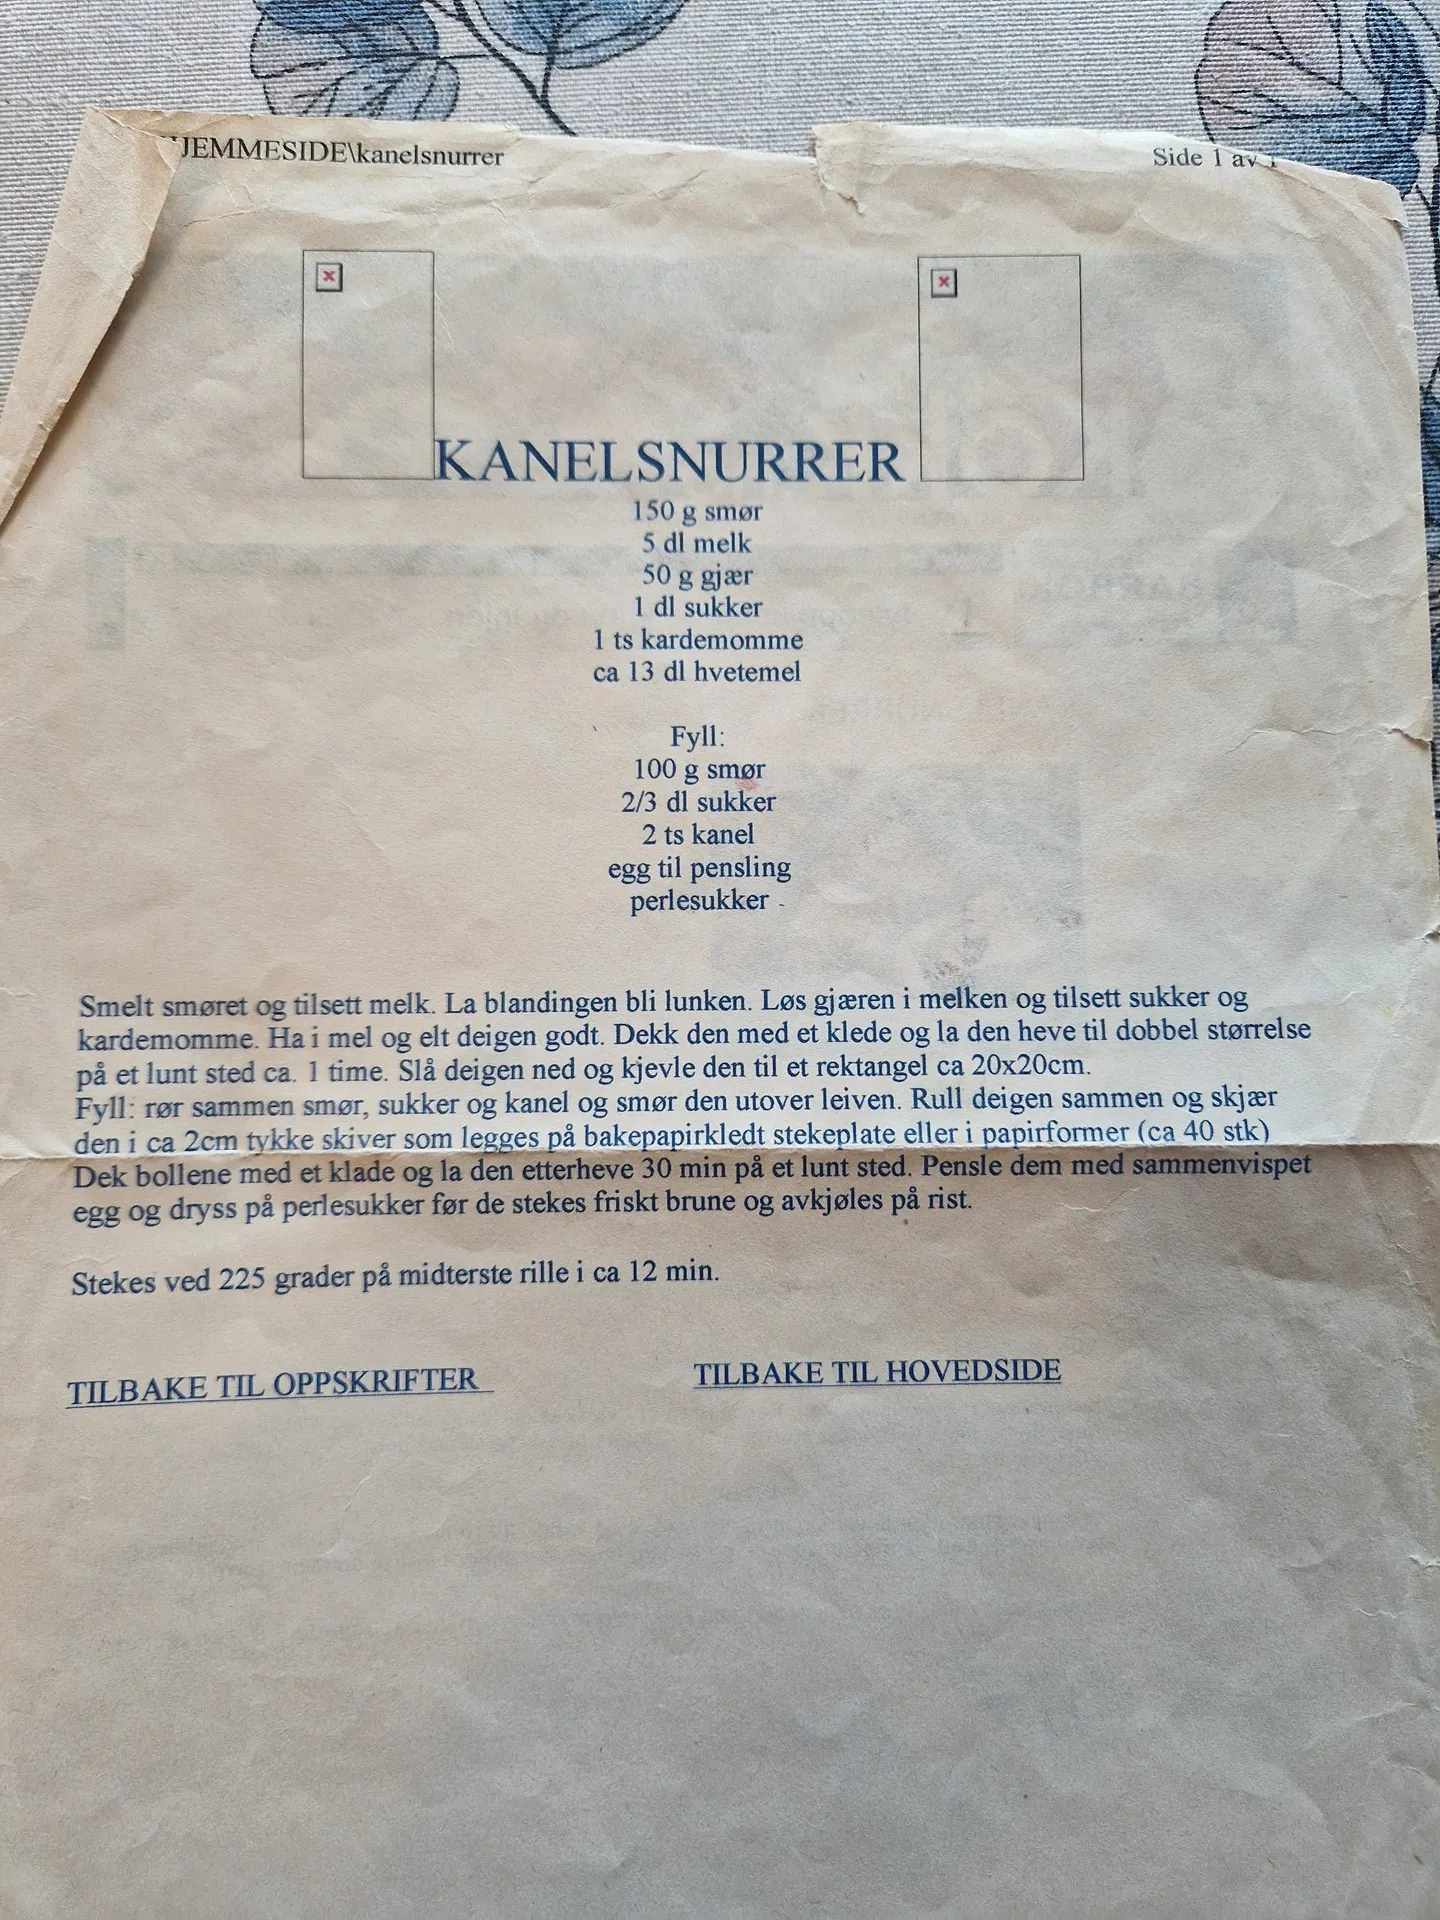 JEMMESIDE\kanelsnurrer
Side 1 av 1
KANELSNURRER
150 g smør
5 dl melk
50 g gjær
1 dl sukker
1 ts kardemomme
ca 13 dl hvetemel
Fyll:
100 g smør
2/3 dl sukker
2 ts kanel
egg til pensling
perlesukker
Smelt smøret og tilsett melk. La blandingen bli lunken. Løs gjæren i melken og tilsett sukker og
kardemomme. Ha i mel og elt deigen godt. Dekk den med et klede og la den heve til dobbel størrelse
på et lunt sted ca. 1 time. Slå deigen ned og kjevle den til et rektangel ca 20x20cm.
Fyll: rør sammen smør, sukker og kanel og smør den utover leiven. Rull deigen sammen og skjær
den i ca 2cm tykke skiver som legges på bakepapirkledt stekeplate eller i papirformer (ca 40 stk)
Dek bollene med et klade og la den etterheve 30 min på et lunt sted. Pensle dem med sammenvispet
egg og dryss på perlesukker før de stekes friskt brune og avkjøles på rist.
Stekes ved 225 grader på midterste rille i ca 12 min.
TILBAKE TIL OPPSKRIFTER
TILBAKE TIL HOVEDSIDE